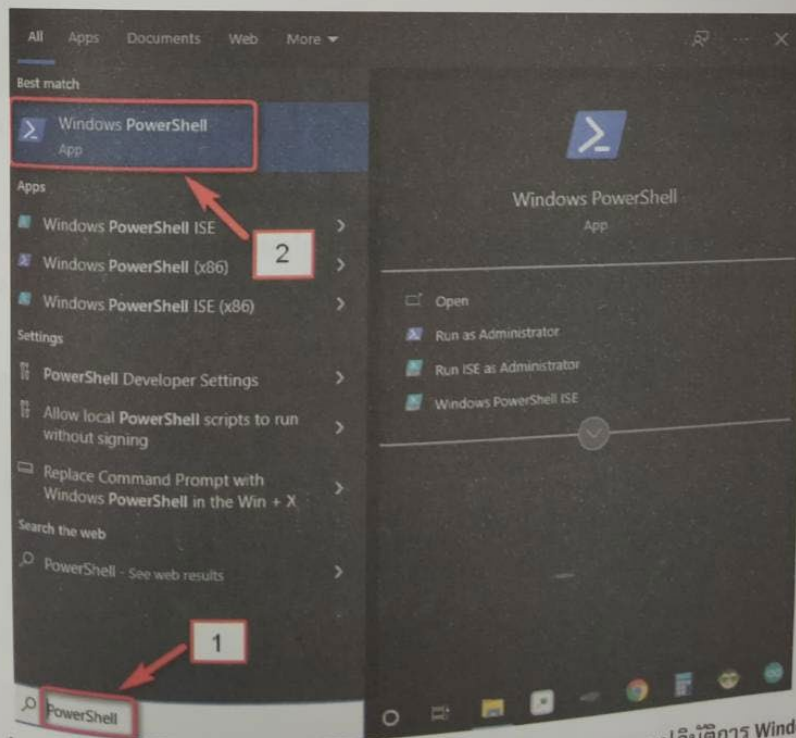 All Apps Documents Web More
Best match
Windows PowerShell
App
Apps
Windows PowerShell ISE
2
Windows PowerShell (x86)
Windows PowerShell ISE (x86)
Settings
PowerShell Developer Settings
Allow local PowerShell scripts to run
without signing
Replace Command Prompt with
Windows PowerShell in the Win + X
Search the web
PowerShell - See web results
1
PowerShell
Windows PowerShell
App
Open
Run as Administrator
Run ISE as Administrator
Windows PowerShell ISE